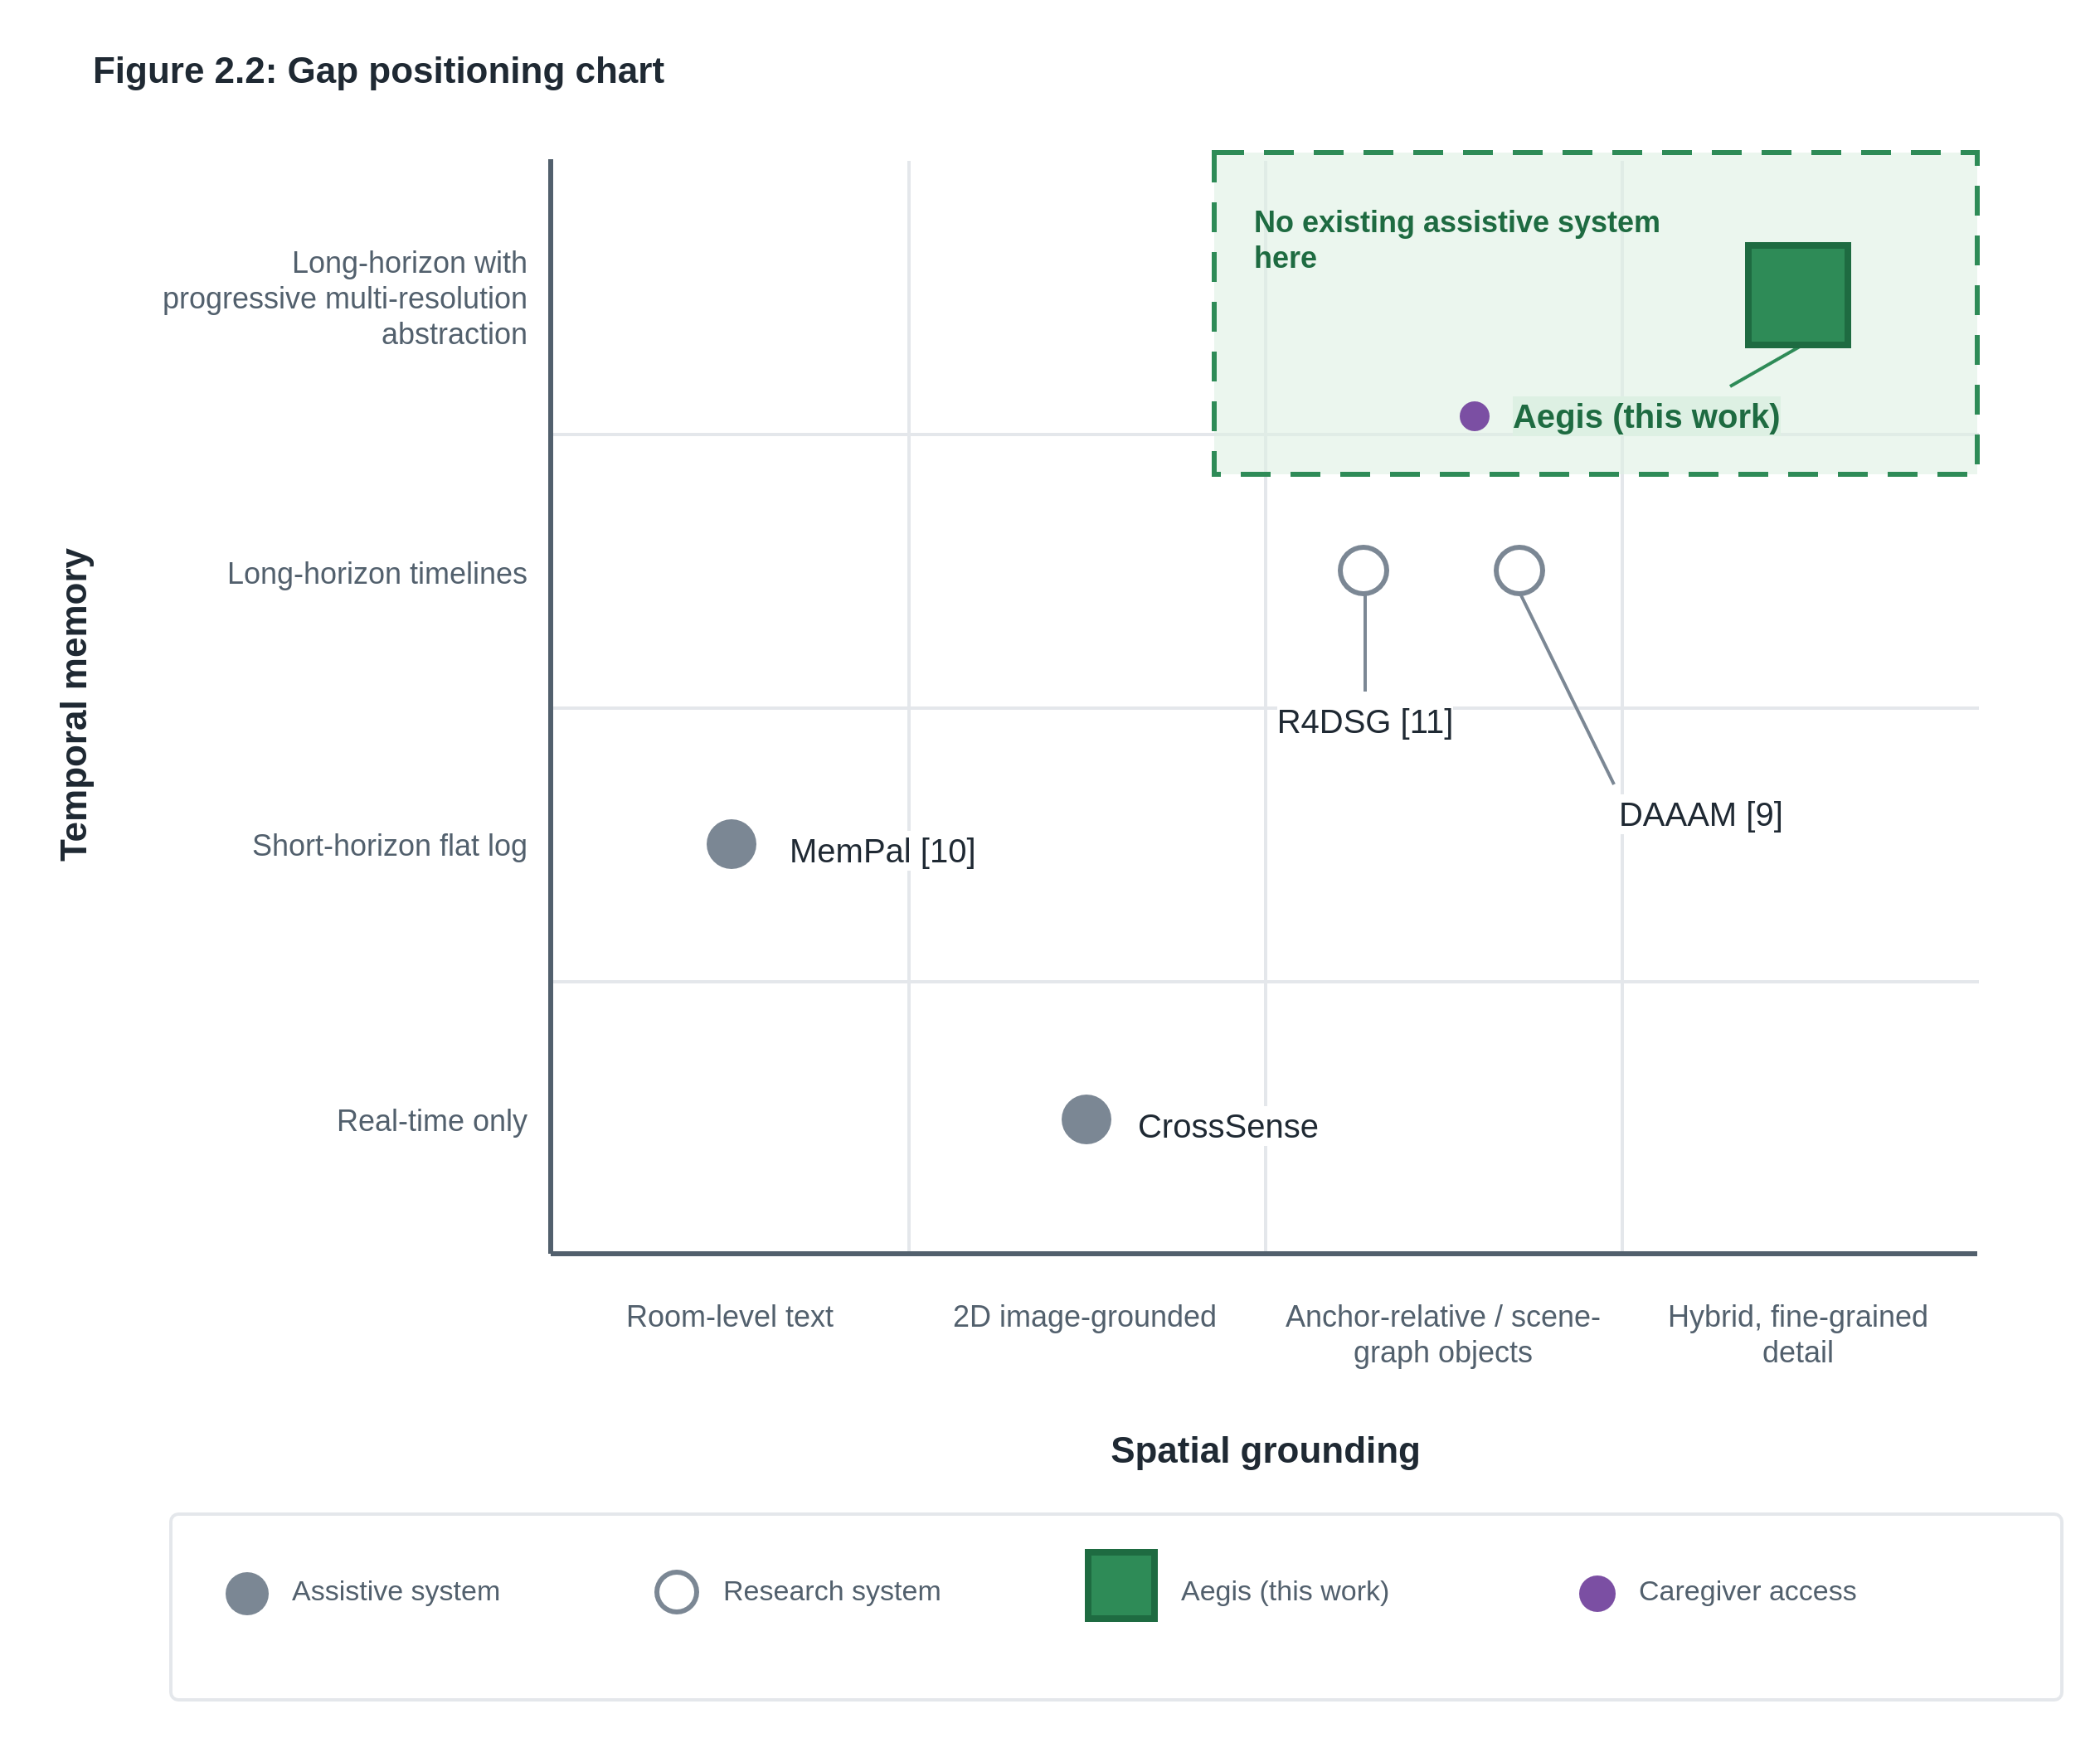 Figure 2.2: Gap positioning chart
No existing assistive system
here
Long-horizon with
progressive multi-resolution
abstraction
Aegis (this work)
Long-horizon timelines
Temporal memory
R4DSG [11]
DAAAM [9]
Short-horizon flat log
MemPal [10]
Real-time only
CrossSense
Room-level text
2D image-grounded
Anchor-relative / scene-
graph objects
Hybrid, fine-grained
detail
Spatial grounding
Assistive system
Research system
Aegis (this work)
Caregiver access